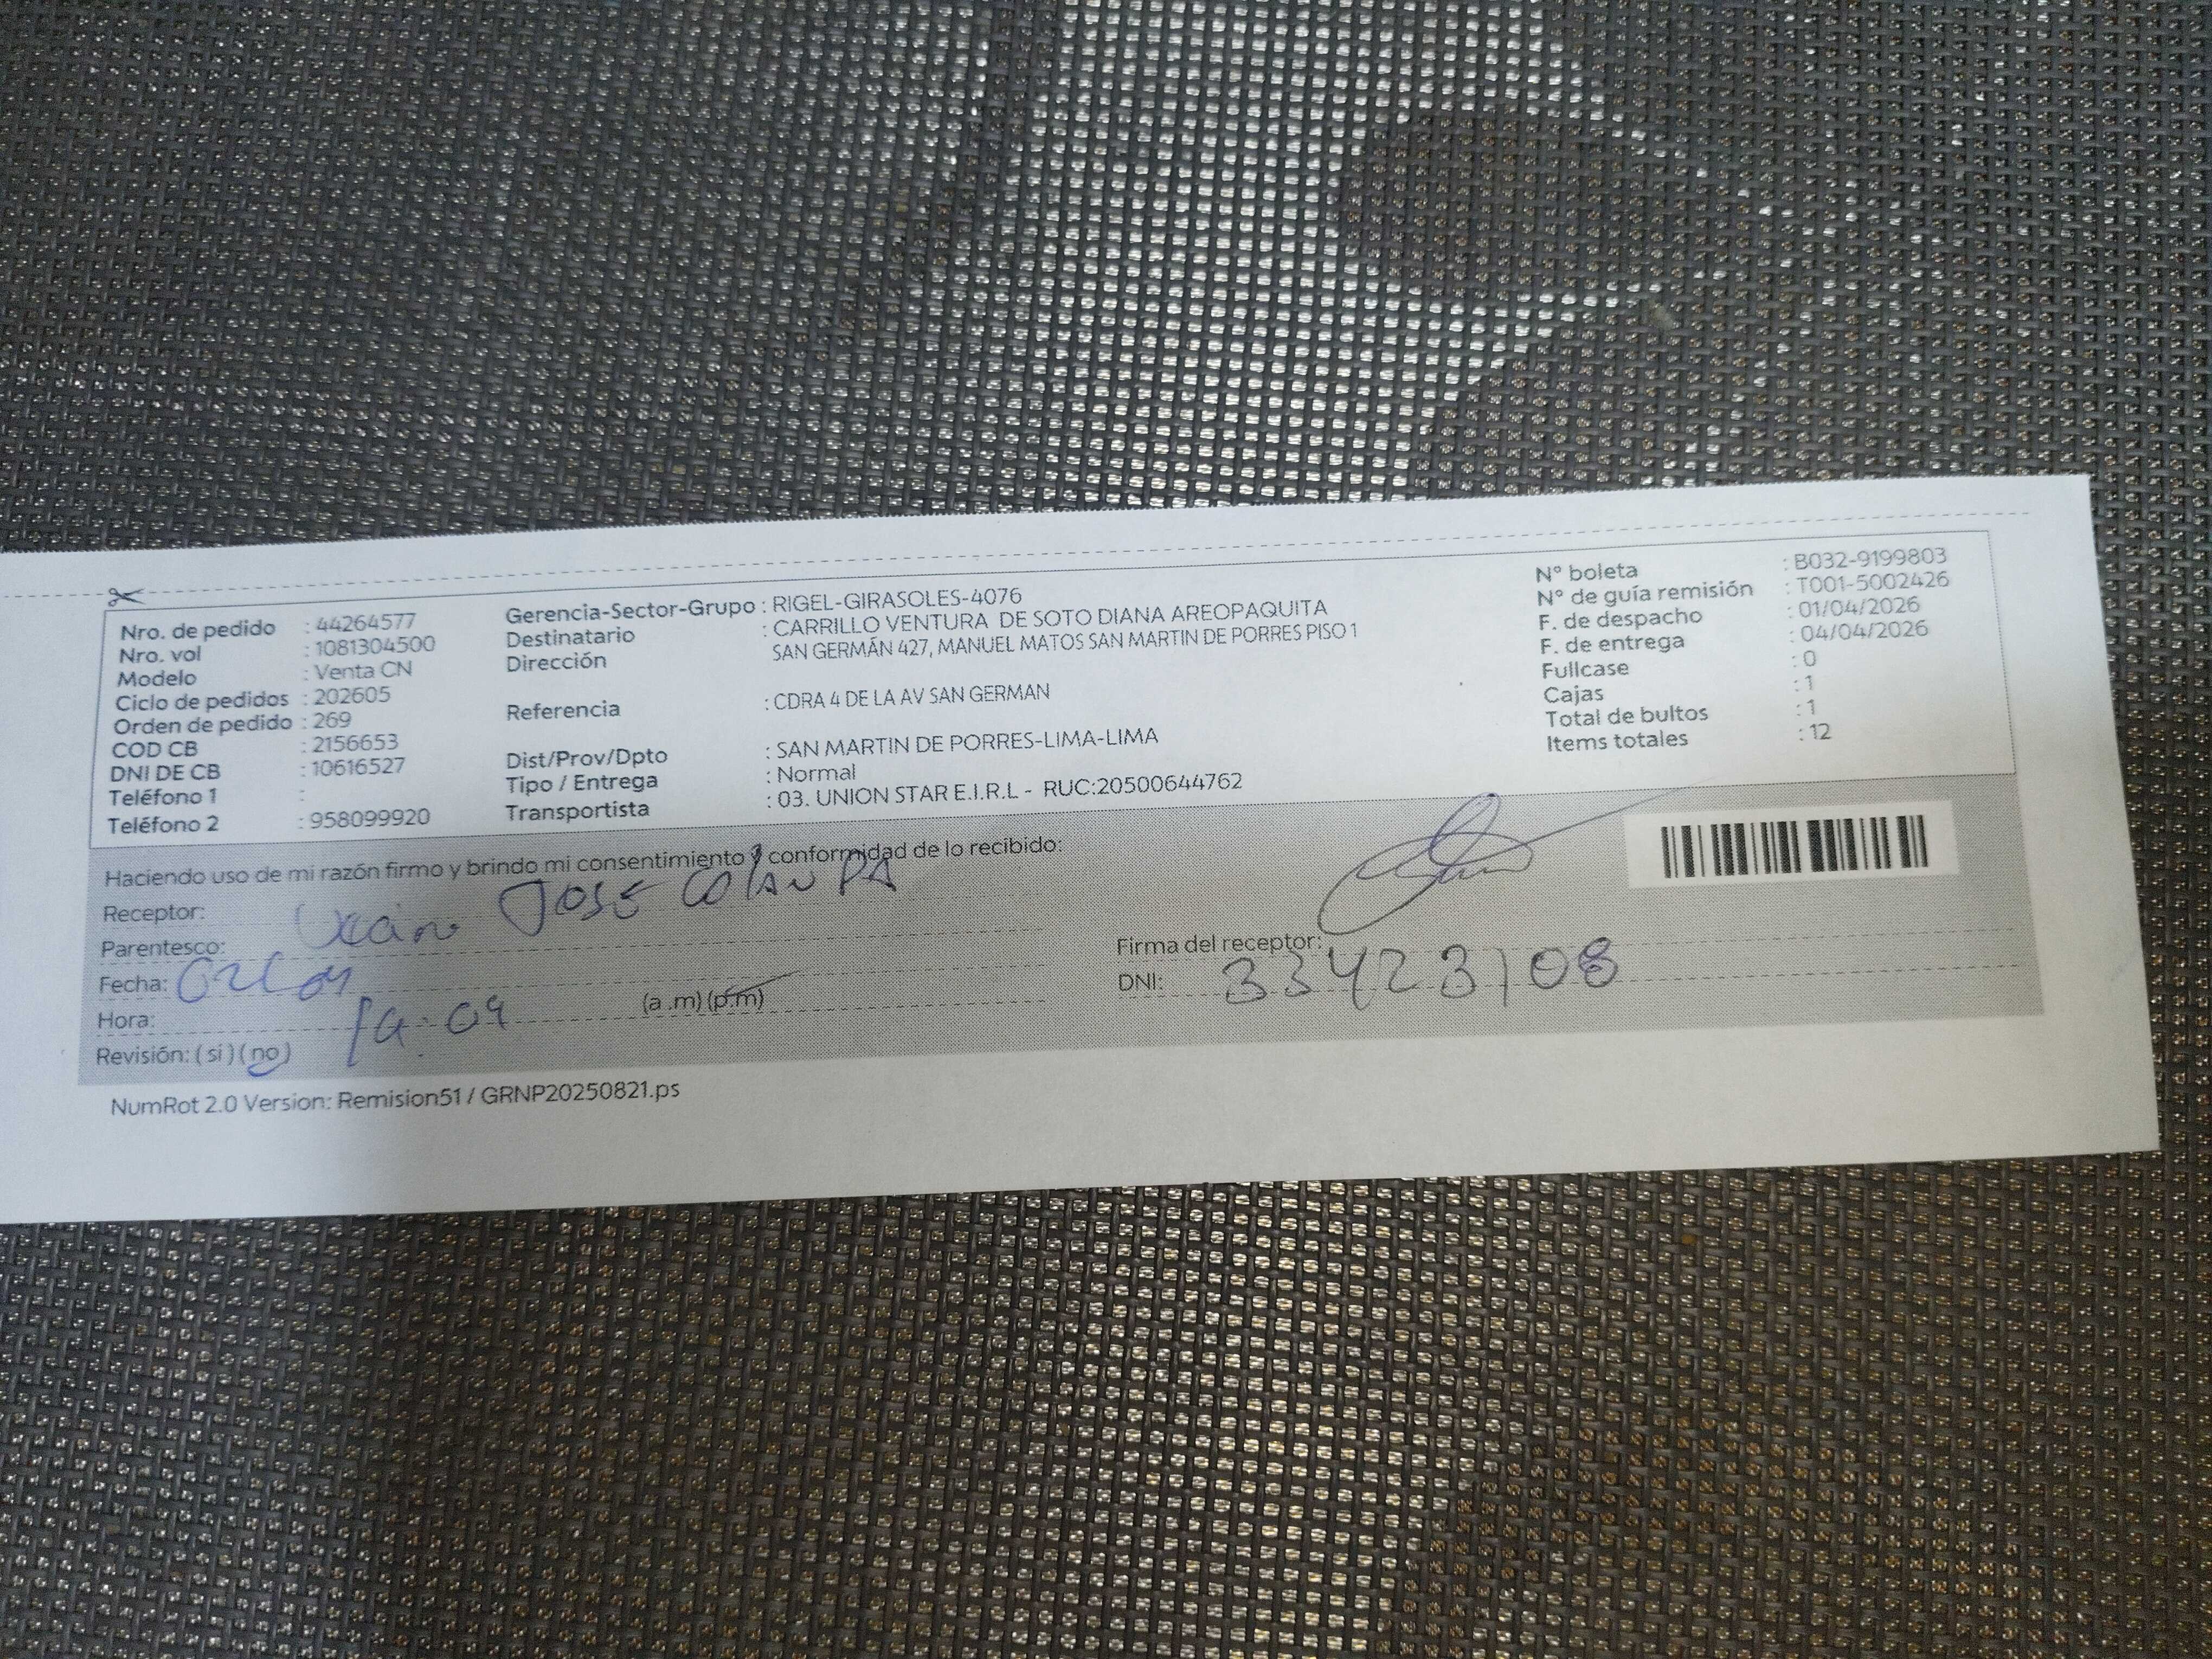 Nro. de pedido : 44264577
Nro. vol : 1081304500
Modelo : Venta CN
Ciclo de pedidos : 202605
Orden de pedido : 269
COD CB : 2156653
DNI DE CB : 10616527
Teléfono 1 :
Teléfono 2 : 958099920
Gerencia-Sector-Grupo : RIGEL-GIRASOLES-4076
Destinatario : CARRILLO VENTURA DE SOTO DIANA AREOPAQUITA
Dirección SAN GERMÁN 427, MANUEL MATOS SAN MARTIN DE PORRES PISO 1
Referencia : CDRA 4 DE LA AV SAN GERMAN
Dist/Prov/Dpto : SAN MARTIN DE PORRES-LIMA-LIMA
Tipo / Entrega : Normal
Transportista : 03. UNION STAR E.I.R.L - RUC:20500644762
N° boleta : B032-9199803
N° de guía remisión : T001-5002426
F. de despacho : 01/04/2026
F. de entrega : 04/04/2026
Fullcase : 0
Cajas : 1
Total de bultos : 1
Items totales : 12
Haciendo uso de mi razón firmo y brindo mi consentimiento y conformidad de lo recibido:
Receptor: JOSE
Parentesco:
Fecha:
Hora: (a .m) (p.m)
Revisión: ( si ) ( no )
Firma del receptor:
DNI: 33423108
NumRot 2.0 Version: Remision51 / GRNP20250821.ps